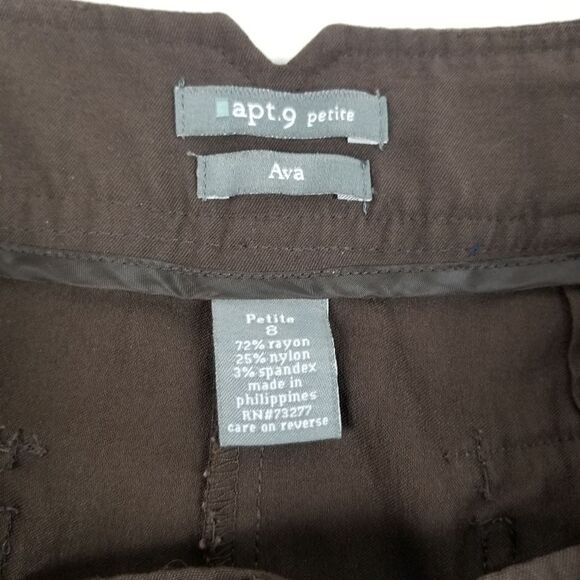 apt.9 petite
Ava
Petite
8
72% rayon
25% nylon
3% spandex
made in
philippines
RN#73277
care on reverse